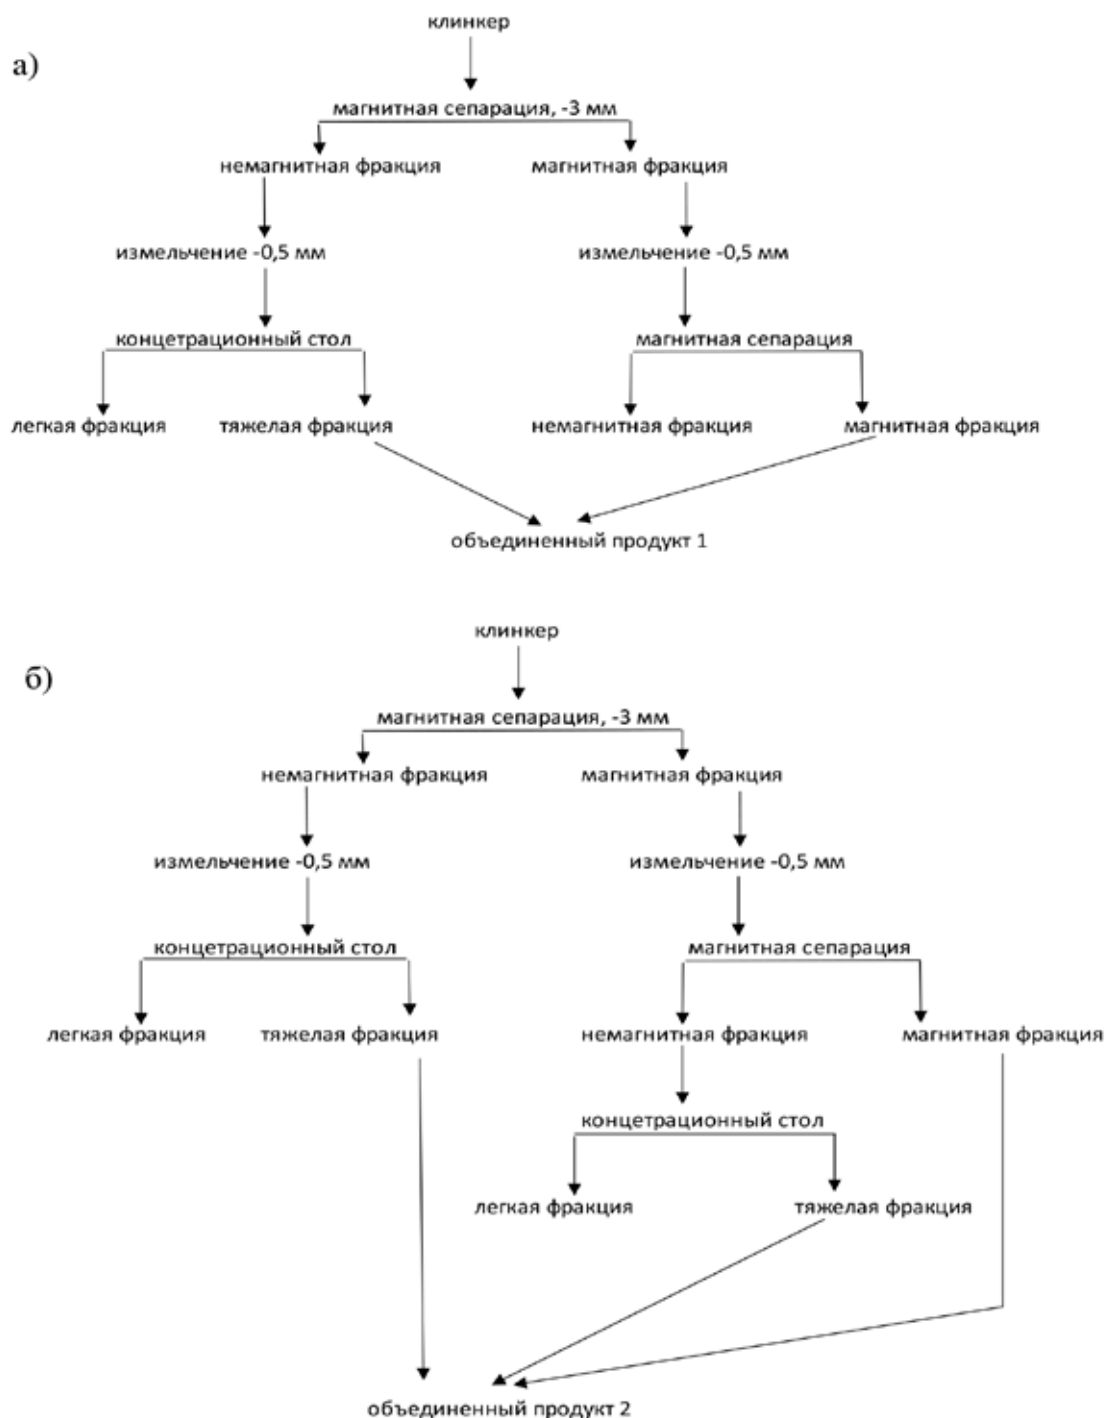 клинкер
а)
магнитная сепарация, -3 мм
немагнитная фракция магнитная фракция
измельчение -0,5 мм измельчение -0,5 мм
концетрационный стол магнитная сепарация
легкая фракция тяжелая фракция немагнитная фракция магнитная фракция
объединенный продукт 1
клинкер
б)
магнитная сепарация, -3 мм
немагнитная фракция магнитная фракция
измельчение -0,5 мм измельчение -0,5 мм
концетрационный стол магнитная сепарация
легкая фракция тяжелая фракция немагнитная фракция магнитная фракция
концетрационный стол
легкая фракция тяжелая фракция
объединенный продукт 2